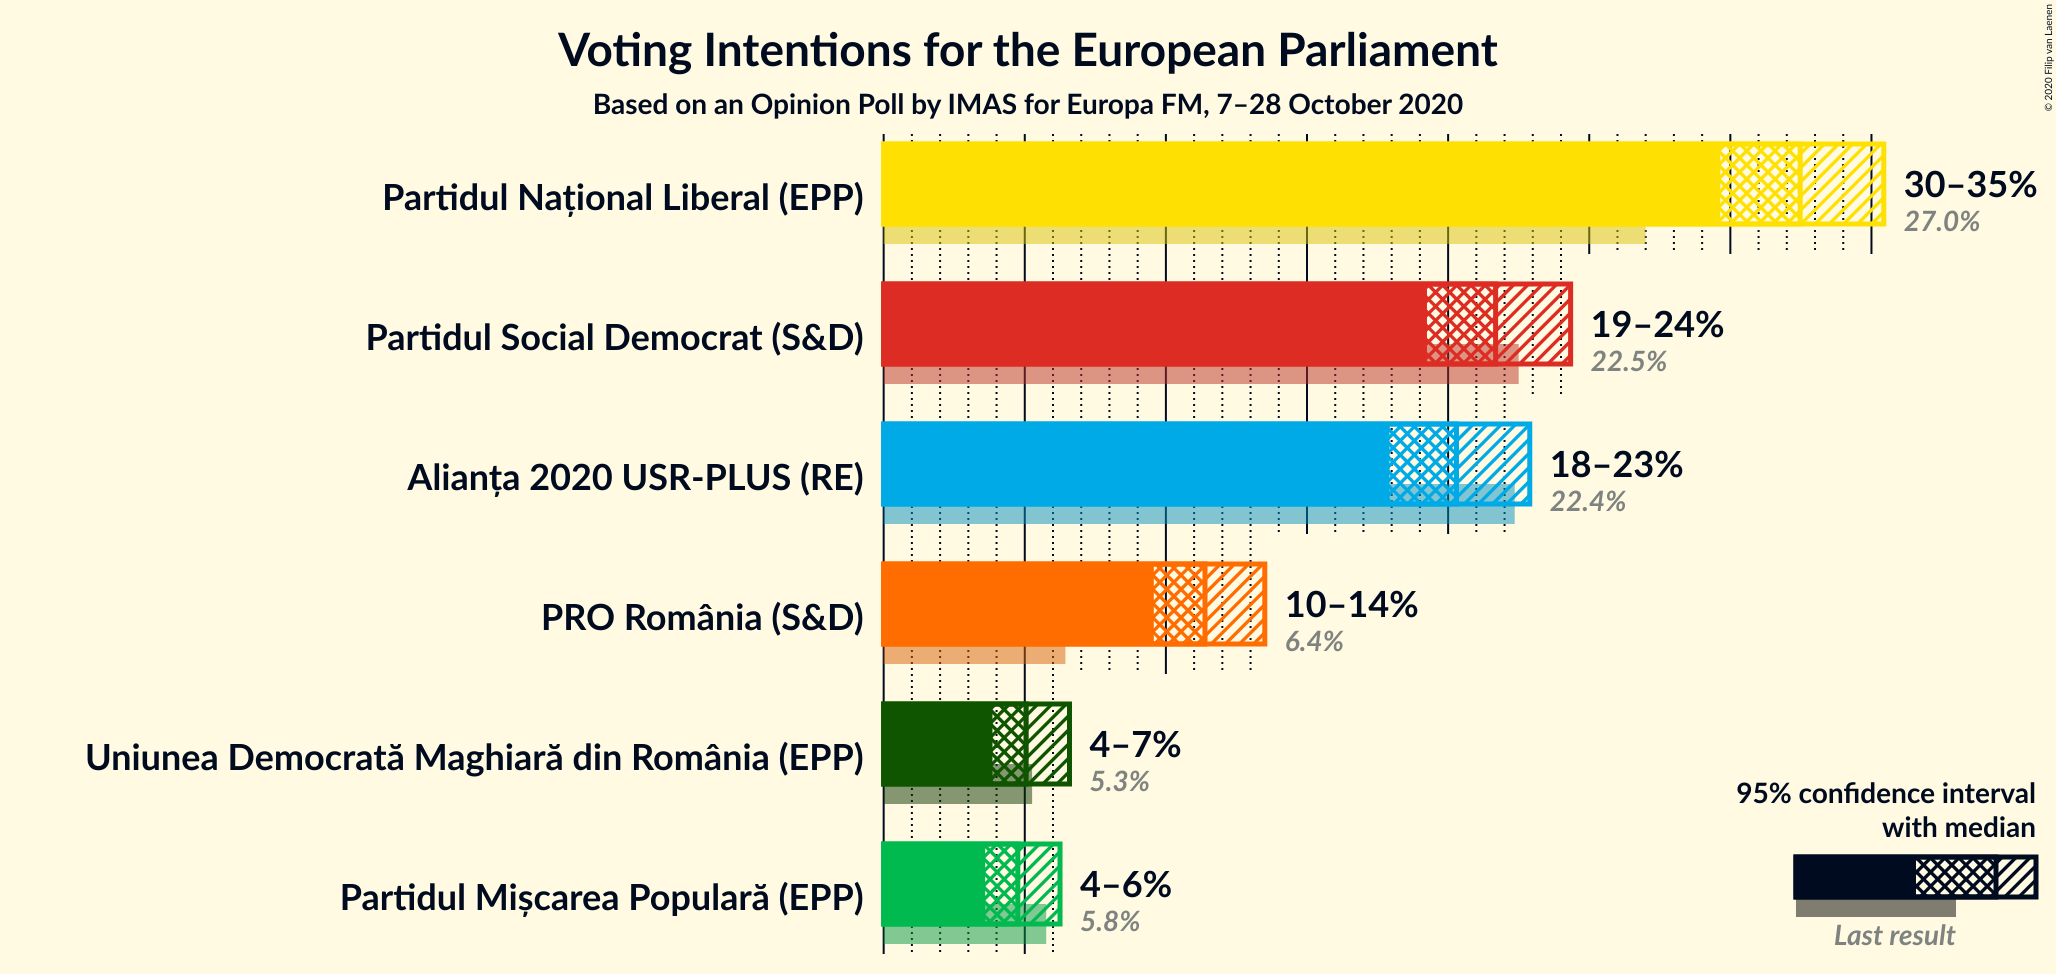 Voting Intentions for the European Parliament
Based on an Opinion Poll by IMAS for Europa FM, 7–28 October 2020
© 2020 Filip van Laenen
Partidul Național Liberal (EPP)
30–35%
27.0%
Partidul Social Democrat (S&D)
19–24%
22.5%
Alianța 2020 USR-PLUS (RE)
18–23%
22.4%
PRO România (S&D)
10–14%
6.4%
Uniunea Democrată Maghiară din România (EPP)
4–7%
5.3%
Partidul Mișcarea Populară (EPP)
4–6%
5.8%
95% confidence interval
with median
Last result